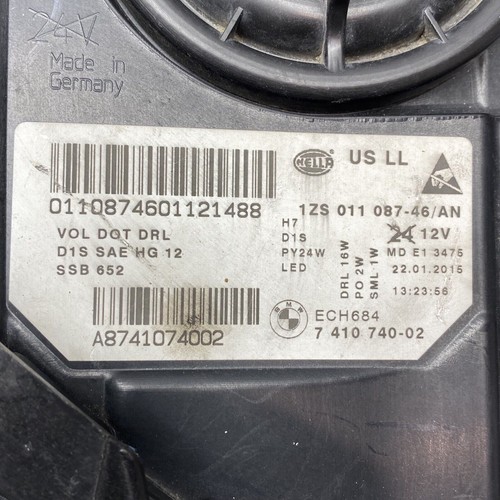 24V
Made in
Germany
HELLA
US LL
0110874601121488
1ZS 011 087-46/AN
VOL DOT DRL
D1S SAE HG 12
SSB 652
H7
D1S
PY24W
LED
DRL 16W
PO 2W
SML 1W
24 12V
MD E1 3475
22.01.2015
13:23:56
A8741074002
BMW
ECH684
7 410 740-02